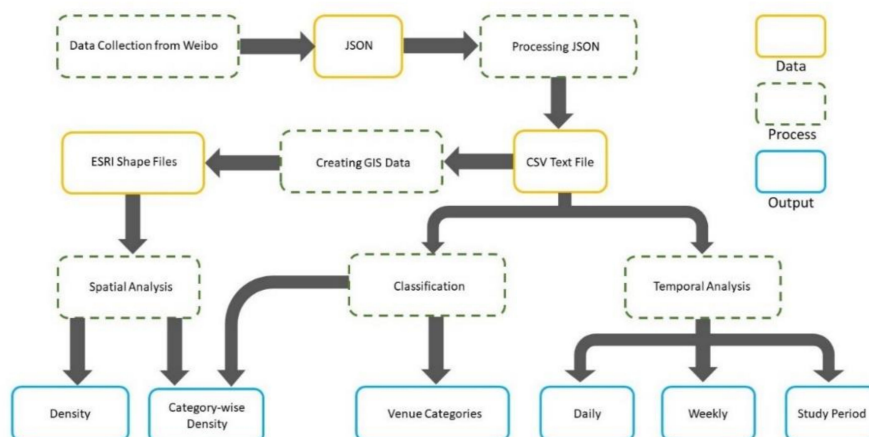 Data Collection from Weibo
JSON
Processing JSON
Data
Process
ESRI Shape Files
Creating GIS Data
CSV Text File
Output
Spatial Analysis
Classification
Temporal Analysis
Density
Category-wise
Density
Venue Categories
Daily
Weekly
Study Period